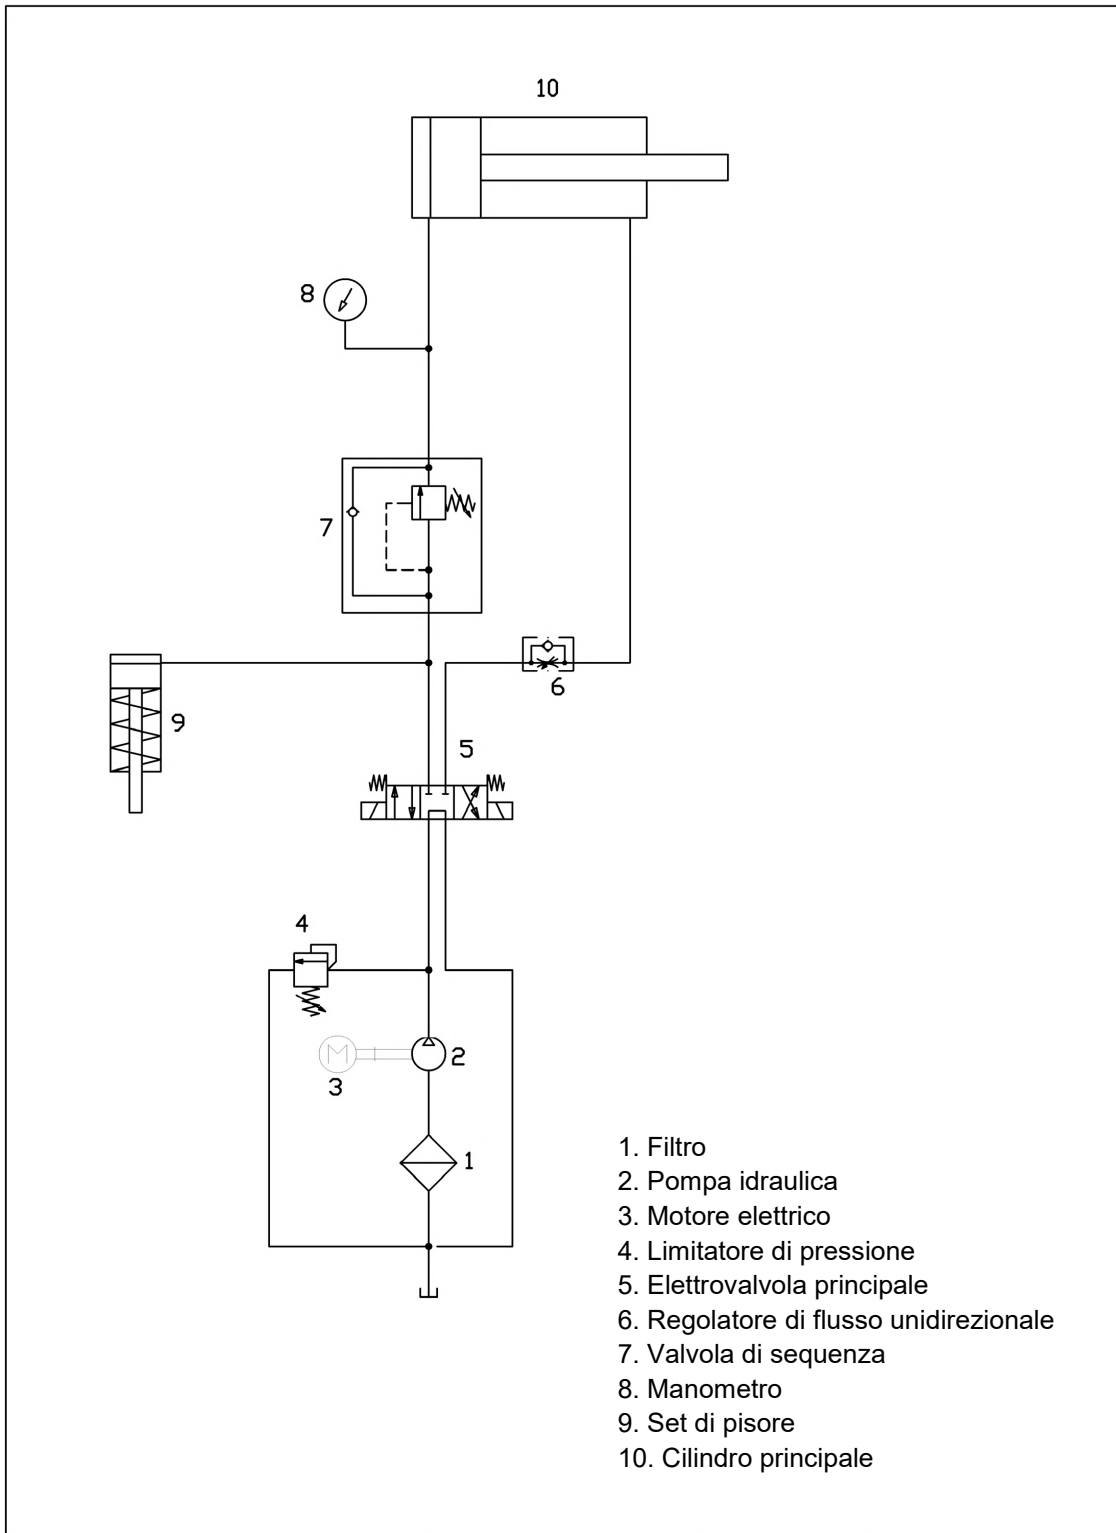 10
8
7
6
9
5
4
M
2
3
1
1. Filtro
2. Pompa idraulica
3. Motore elettrico
4. Limitatore di pressione
5. Elettrovalvola principale
6. Regolatore di flusso unidirezionale
7. Valvola di sequenza
8. Manometro
9. Set di pisore
10. Cilindro principale